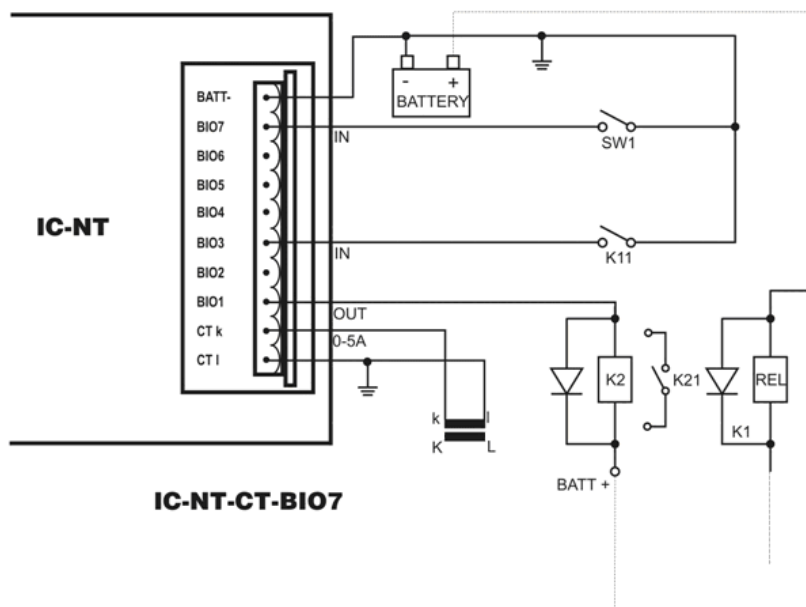 BATT-
BIO7
BIO6
BIO5
BIO4
BIO3
BIO2
BIO1
CT k
CT l
IC-NT
- +
BATTERY
IN
SW1
IN
K11
OUT
0-5A
K2
K21
REL
K1
k l
K L
BATT +
IC-NT-CT-BIO7